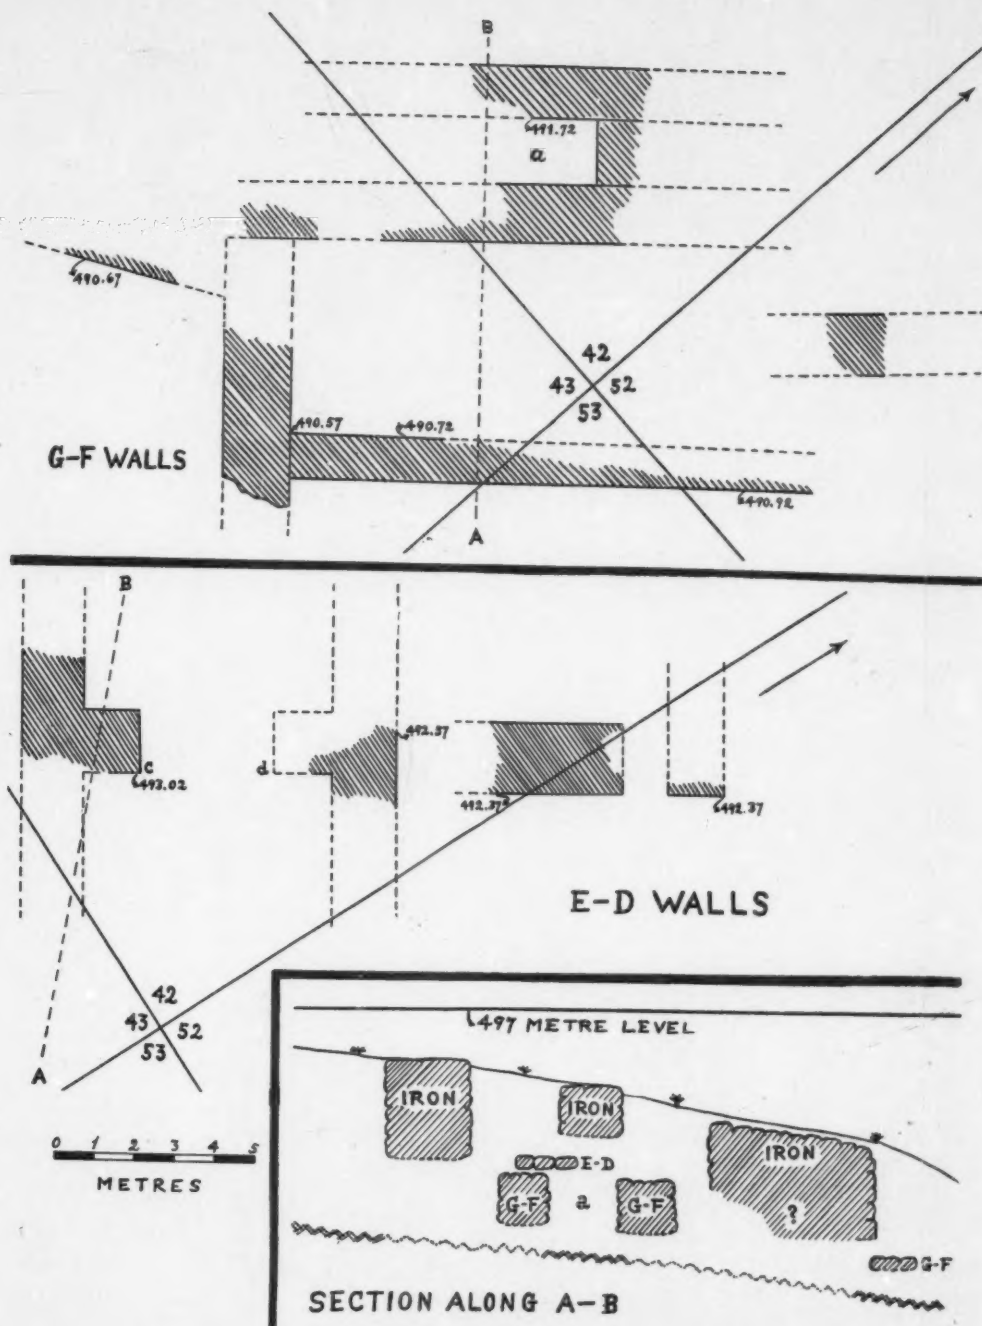 B
491.72
a
490.67
42
43 52
53
490.57 490.72
G-F WALLS
490.92
A
B
492.37
c d
493.02
492.37
492.37
E-D WALLS
42
43 52
53
A
0 1 2 3 4 5
METRES
497 METRE LEVEL
IRON
IRON
IRON
E-D
G-F a G-F
?
G-F
SECTION ALONG A-B